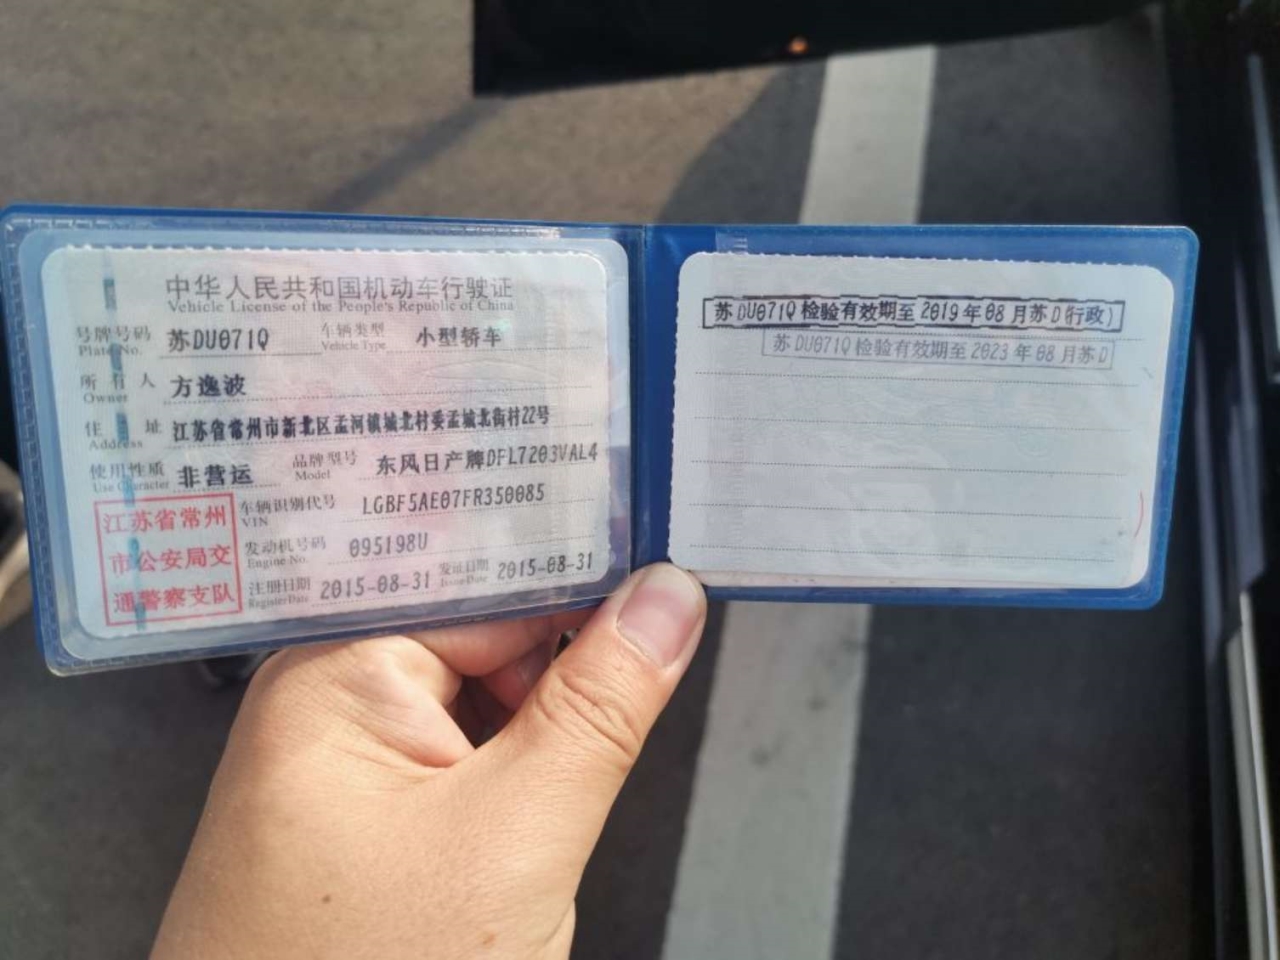 中华人民共和国机动车行驶证
Vehicle License of the People's Republic of China
号牌号码 苏DU071Q 车辆类型 小型轿车
Plate No. Vehicle Type
所有人 方逸波
Owner
住址 江苏省常州市新北区孟河镇城北村委孟城北街村22号
Address
使用性质 非营运 品牌型号 东风日产牌DFL7203VAL4
Use Character Model
江苏省常州
市公安局交
通警察支队
车辆识别代号 LGBF5AE07FR350085
VIN
发动机号码 095198U
Engine No.
注册日期 2015-08-31 发证日期 2015-08-31
Register Date Issue Date
苏DU071Q检验有效期至2019年08月苏D(行政)
苏DU071Q检验有效期至2023年08月苏D